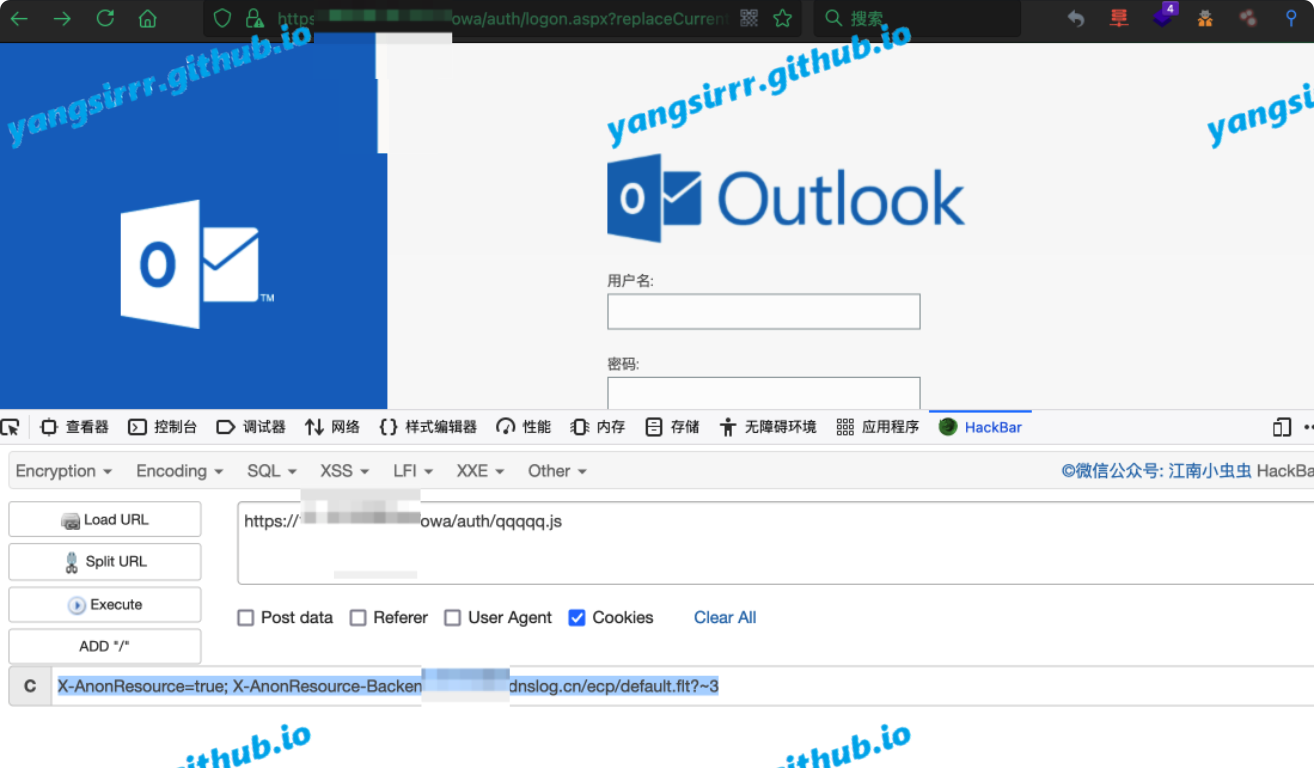 https owa/auth/logon.aspx?replaceCurren
搜索
4
yangsirrr.github.io
yangsirrr.github.io
yangsi
Outlook
TM
用户名:
密码:
查看器 控制台 调试器 网络 {} 样式编辑器 性能 内存 存储 无障碍环境 应用程序 HackBar
Encryption Encoding SQL XSS LFI XXE Other ©微信公众号: 江南小虫虫 HackBa
Load URL
https:// owa/auth/qqqqq.js
Split URL
Execute
Post data Referer User Agent Cookies Clear All
ADD "/"
C X-AnonResource=true; X-AnonResource-Backen dnslog.cn/ecp/default.flt?~3
github.io
github.io